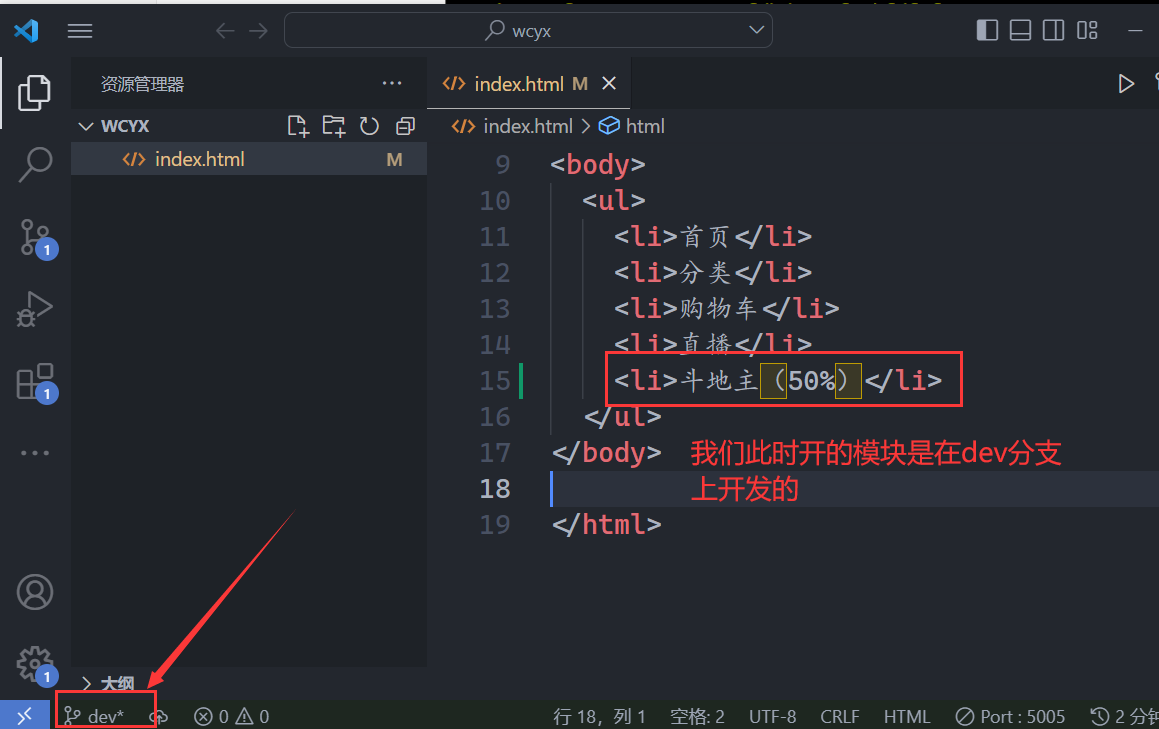 wcyx
资源管理器 ···
index.html M
WCYX
index.html > html
index.html M
9 <body>
10 <ul>
11 <li>首页</li>
12 <li>分类</li>
13 <li>购物车</li>
14 <li>直播</li>
15 <li>斗地主（50%）</li>
16 </ul>
17 </body>
我们此时开的模块是在dev分支
18
上开发的
19 </html>
1
1
1
大纲
dev* 0 0 行 18，列 1 空格: 2 UTF-8 CRLF HTML Port : 5005 2 分钟